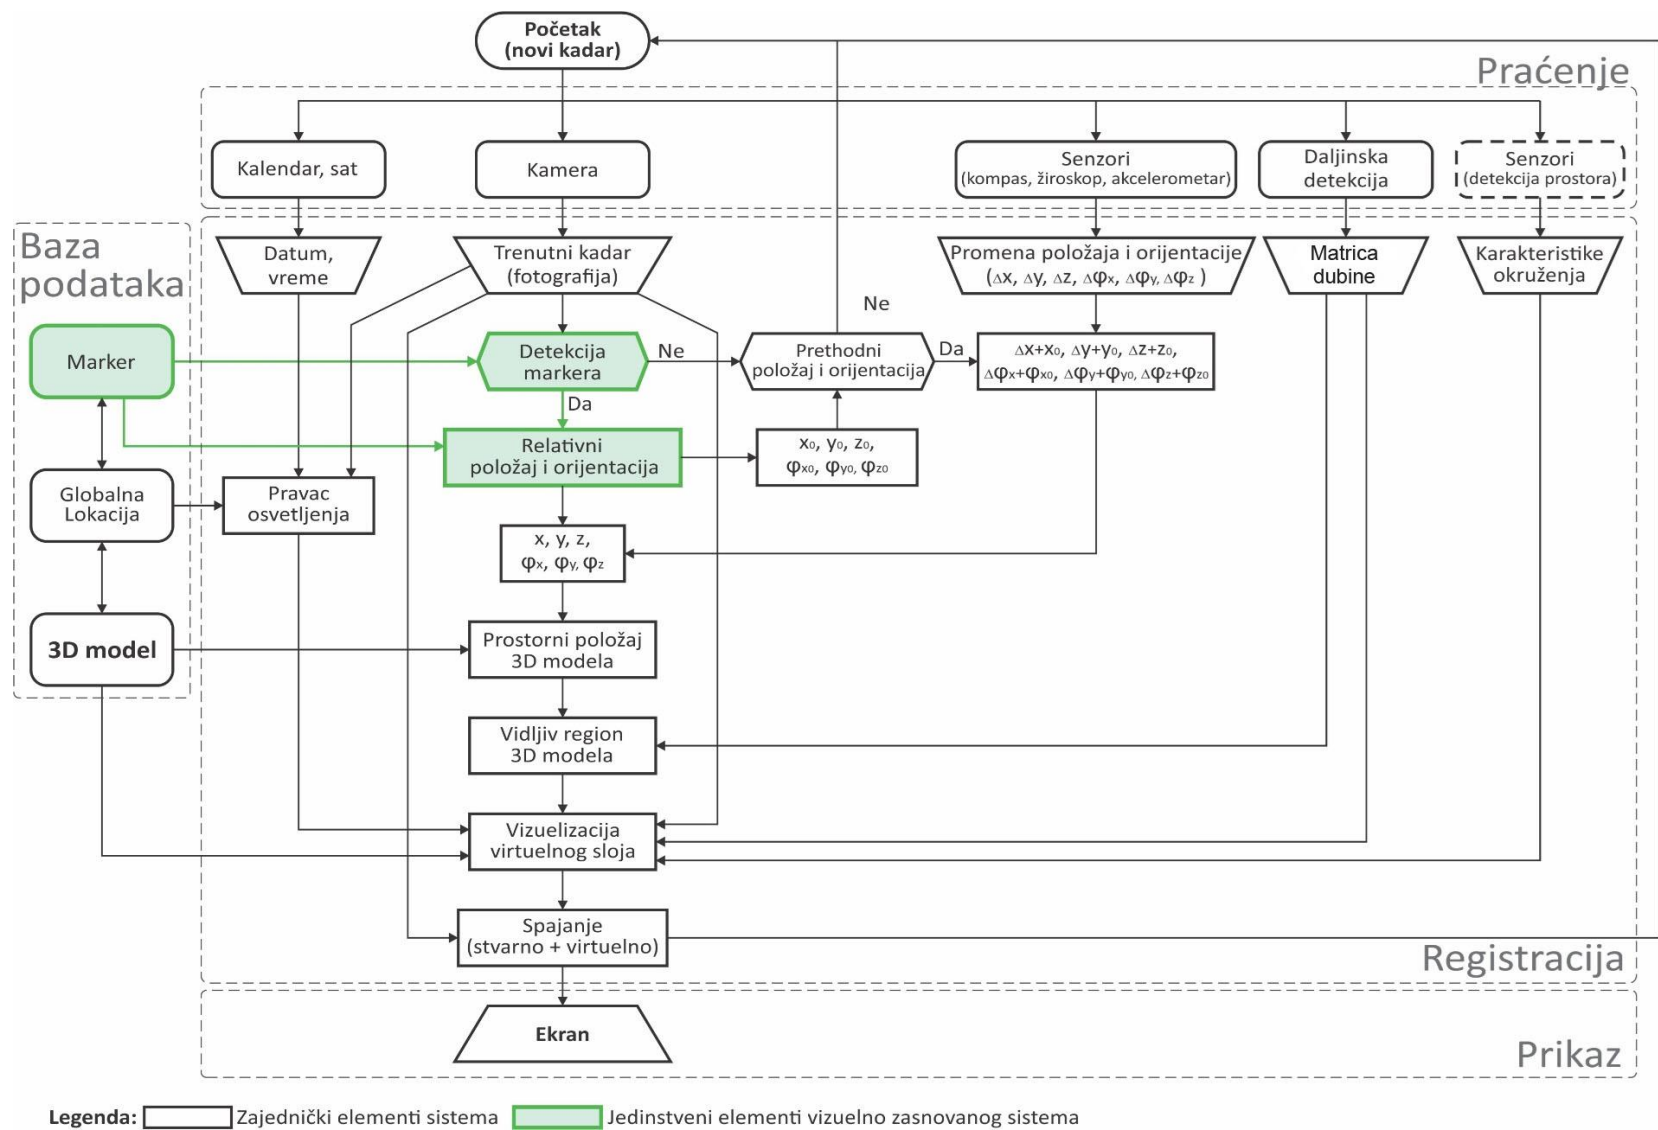 Početak
(novi kadar)
Praćenje
Kalendar, sat
Kamera
Senzori
(kompas, žiroskop, akcelerometar)
Daljinska
detekcija
Senzori
(detekcija prostora)
Baza
podataka
Datum,
vreme
Trenutni kadar
(fotografija)
Promena položaja i orijentacije
(Δx, Δy, Δz, Δφx, Δφy, Δφz )
Matrica
dubine
Karakteristike
okruženja
Ne
Marker
Detekcija
markera
Ne
Prethodni
položaj i orijentacija
Da
Δx+x0, Δy+y0, Δz+z0,
Δφx+φx0, Δφy+φy0, Δφz+φz0
Da
Relativni
položaj i orijentacija
x0, y0, z0,
φx0, φy0, φz0
Globalna
Lokacija
Pravac
osvetljenja
x, y, z,
φx, φy, φz
3D model
Prostorni položaj
3D modela
Vidljiv region
3D modela
Vizuelizacija
virtuelnog sloja
Spajanje
(stvarno + virtuelno)
Registracija
Ekran
Prikaz
Legenda: Zajednički elementi sistema Jedinstveni elementi vizuelno zasnovanog sistema